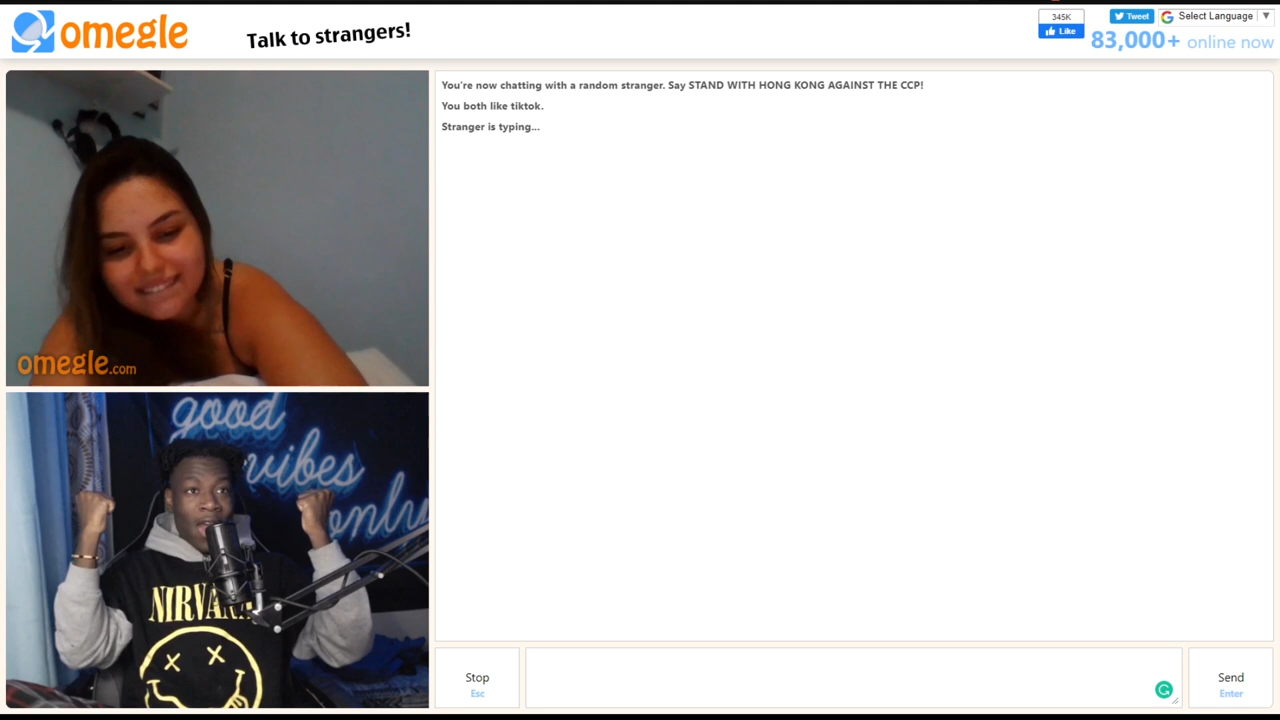 omegle
Talk to strangers!
345K
Like
Tweet
Select Language
83,000+ online now
You're now chatting with a random stranger. Say STAND WITH HONG KONG AGAINST THE CCP!
You both like tiktok.
Stranger is typing...
omegle.com
good
vibes
only
NIRVANA
Stop
Esc
Send
Enter